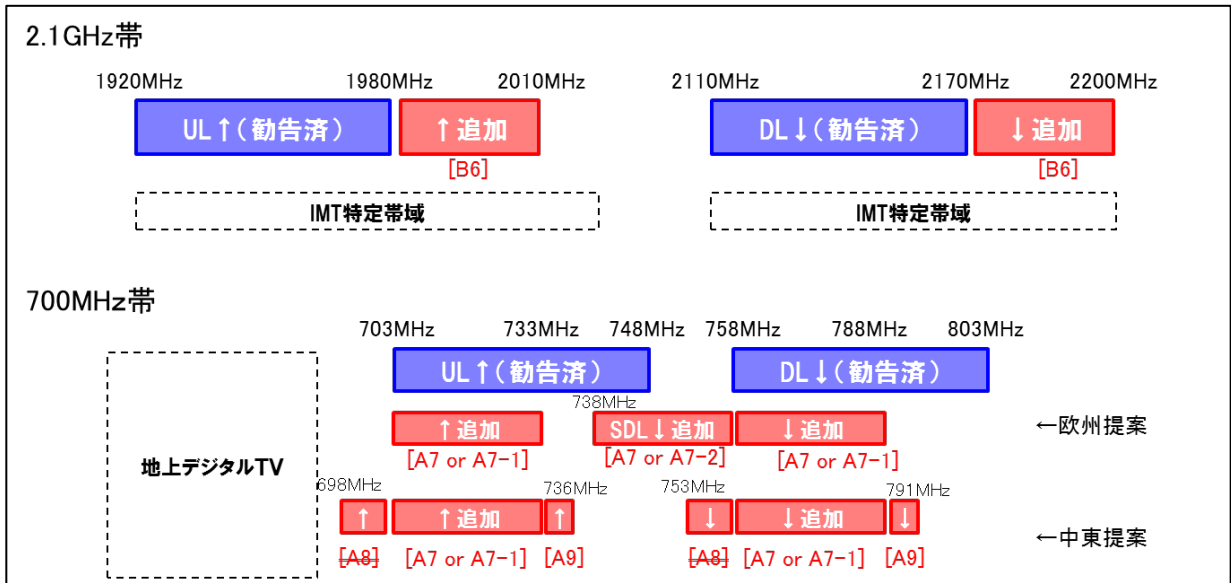 2.1GHz帯
1920MHz 1980MHz 2010MHz 2110MHz 2170MHz 2200MHz
UL↑(勧告済) ↑追加 DL↓(勧告済) ↓追加
[B6] [B6]
IMT特定帯域 IMT特定帯域
700MHz帯
703MHz 733MHz 748MHz 758MHz 788MHz 803MHz
UL↑(勧告済) DL↓(勧告済)
738MHz
↑追加 SDL↓追加 ↓追加 ←欧州提案
[A7 or A7-1] [A7 or A7-2] [A7 or A7-1]
地上デジタルTV
698MHz 736MHz 753MHz 791MHz
↑ ↑追加 ↑ ↓ ↓追加 ↓ ←中東提案
[A8] [A7 or A7-1] [A9] [A8] [A7 or A7-1] [A9]